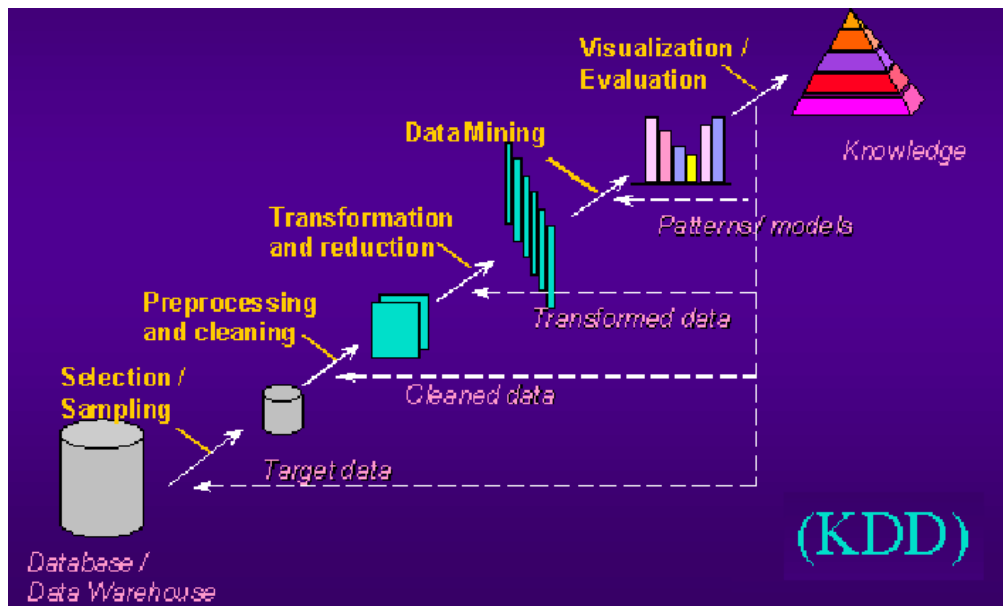 Visualization /
Evaluation
Knowledge
Data Mining
Patterns / models
Transformation
and reduction
Transformed data
Preprocessing
and cleaning
Cleaned data
Selection /
Sampling
Target data
Database /
Data Warehouse
(KDD)